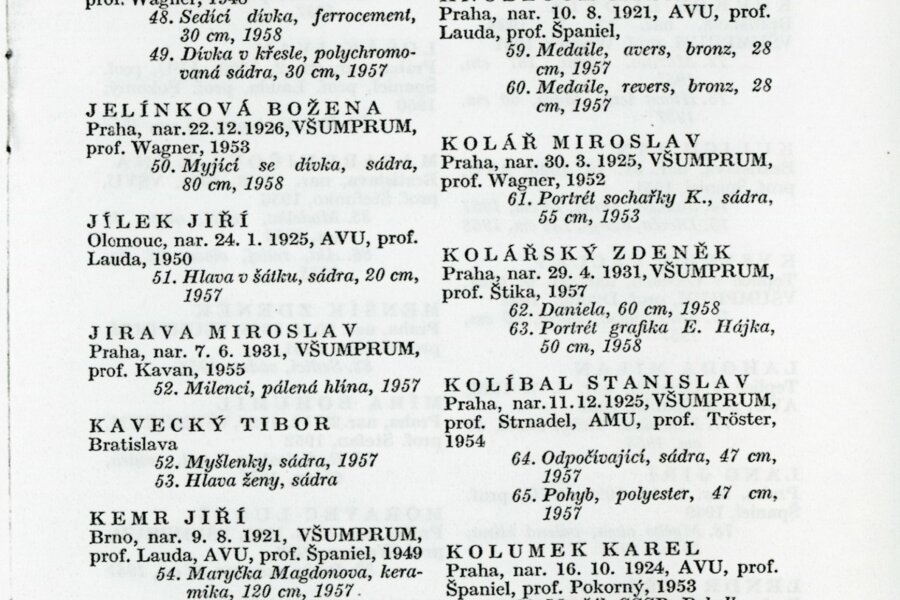 prof. Wagner, 1948
48. Sedící dívka, ferrocement,
30 cm, 1958
49. Dívka v křesle, polychromo-
vaná sádra, 30 cm, 1957
JELÍNKOVÁ BOŽENA
Praha, nar. 22. 12. 1926, VŠUMPRUM,
prof. Wagner, 1953
50. Myjící se dívka, sádra,
80 cm, 1958
JÍLEK JIŘÍ
Olomouc, nar. 24. 1. 1925, AVU, prof.
Lauda, 1950
51. Hlava v šátku, sádra, 20 cm,
1957
JIRAVA MIROSLAV
Praha, nar. 7. 6. 1931, VŠUMPRUM,
prof. Kavan, 1955
52. Milenci, pálená hlína, 1957
KAVECKÝ TIBOR
Bratislava
52. Myšlenky, sádra, 1957
53. Hlava ženy, sádra
KEMR JIŘÍ
Brno, nar. 9. 8. 1921, VŠUMPRUM,
prof. Lauda, AVU, prof. Španiel, 1949
54. Maryčka Magdonova, kera-
mika, 120 cm, 1957
Praha, nar. 10. 8. 1921, AVU, prof.
Lauda, prof. Španiel,
59. Medaile, avers, bronz, 28
cm, 1957
60. Medaile, revers, bronz, 28
cm, 1957
KOLÁŘ MIROSLAV
Praha, nar. 30. 3. 1925, VŠUMPRUM,
prof. Wagner, 1952
61. Portrét sochařky K., sádra,
55 cm, 1953
KOLÁŘSKÝ ZDENĚK
Praha, nar. 29. 4. 1931, VŠUMPRUM,
prof. Štika, 1957
62. Daniela, 60 cm, 1958
63. Portrét grafika E. Hájka,
50 cm, 1958
KOLÍBAL STANISLAV
Praha, nar. 11. 12. 1925, VŠUMPRUM,
prof. Strnadel, AMU, prof. Tröster,
1954
64. Odpočívající, sádra, 47 cm,
1957
65. Pohyb, polyester, 47 cm,
1957
KOLUMEK KAREL
Praha, nar. 16. 10. 1924, AVU, prof.
Španiel, prof. Pokorný, 1953